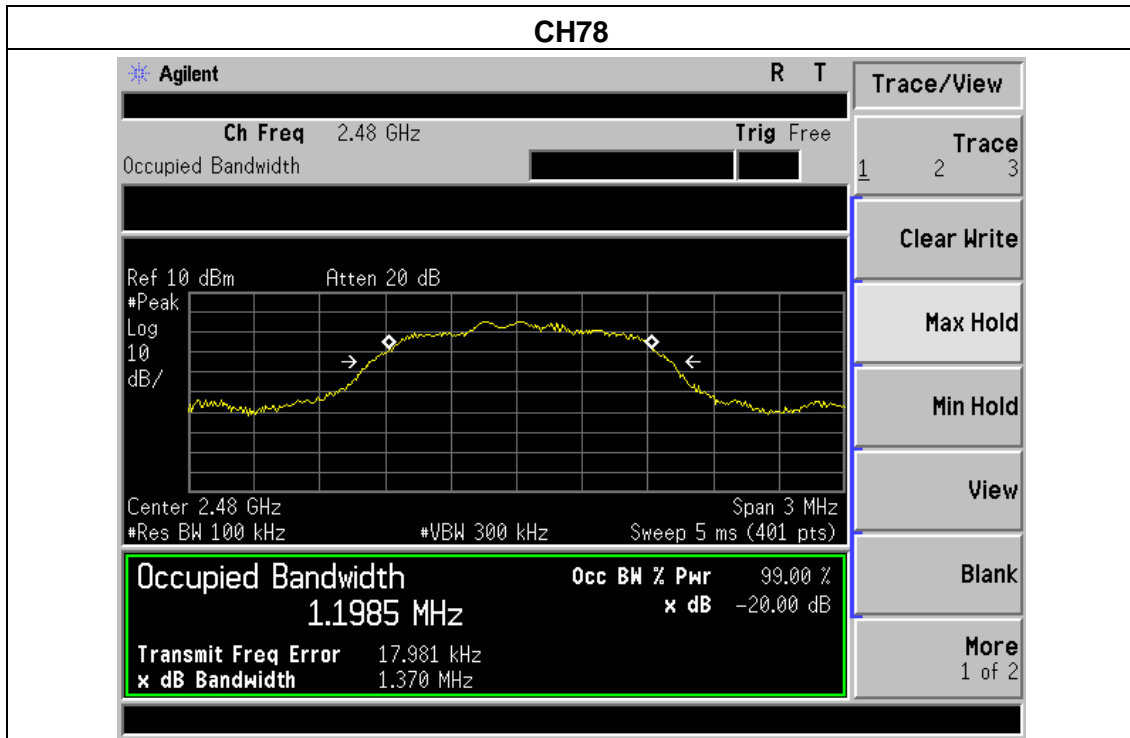 CH78
Agilent R T
Trace/View
Ch Freq 2.48 GHz Trig Free
Occupied Bandwidth
Trace
1 2 3
Clear Write
Ref 10 dBm Atten 20 dB
#Peak
Log
10
dB/
Max Hold
Min Hold
View
Center 2.48 GHz Span 3 MHz
#Res BW 100 kHz #VBW 300 kHz Sweep 5 ms (401 pts)
Occupied Bandwidth Occ BW % Pwr 99.00 %
1.1985 MHz x dB -20.00 dB
Blank
Transmit Freq Error 17.981 kHz
x dB Bandwidth 1.370 MHz
More
1 of 2